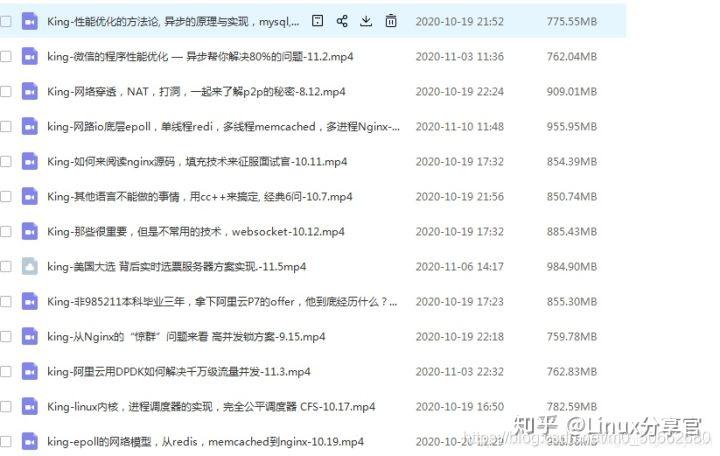 King-性能优化的方法论, 异步的原理与实现，mysql,... 2020-10-19 21:52 775.55MB
king-微信的程序性能优化 — 异步帮你解决80%的问题-11.2.mp4 2020-11-03 11:36 762.04MB
King-网络穿透，NAT，打洞，一起来了解p2p的秘密-8.12.mp4 2020-10-19 22:24 909.01MB
king-网路io底层epoll，单线程redi，多线程memcached，多进程Nginx-... 2020-11-10 11:48 955.95MB
King-如何来阅读nginx源码，填充技术来征服面试官-10.11.mp4 2020-10-19 17:32 854.39MB
King-其他语言不能做的事情，用cc++来搞定, 经典6问-10.7.mp4 2020-10-19 21:56 850.74MB
King-那些很重要，但是不常用的技术，websocket-10.12.mp4 2020-10-19 17:32 885.43MB
king-美国大选 背后实时选票服务器方案实现.-11.5mp4 2020-11-06 14:17 984.90MB
King-非985211本科毕业三年，拿下阿里云P7的offer，他到底经历什么？... 2020-10-19 17:23 855.30MB
king-从Nginx的“惊群”问题来看 高并发锁方案-9.15.mp4 2020-10-19 22:18 759.78MB
king-阿里云用DPDK如何解决千万级流量并发-11.3.mp4 2020-11-03 22:32 762.83MB
King-linux内核，进程调度器的实现，完全公平调度器 CFS-10.17.mp4 2020-10-19 16:50 782.59MB
king-epoll的网络模型，从redis，memcached到nginx-10.19.mp4
知乎 @Linux分享官